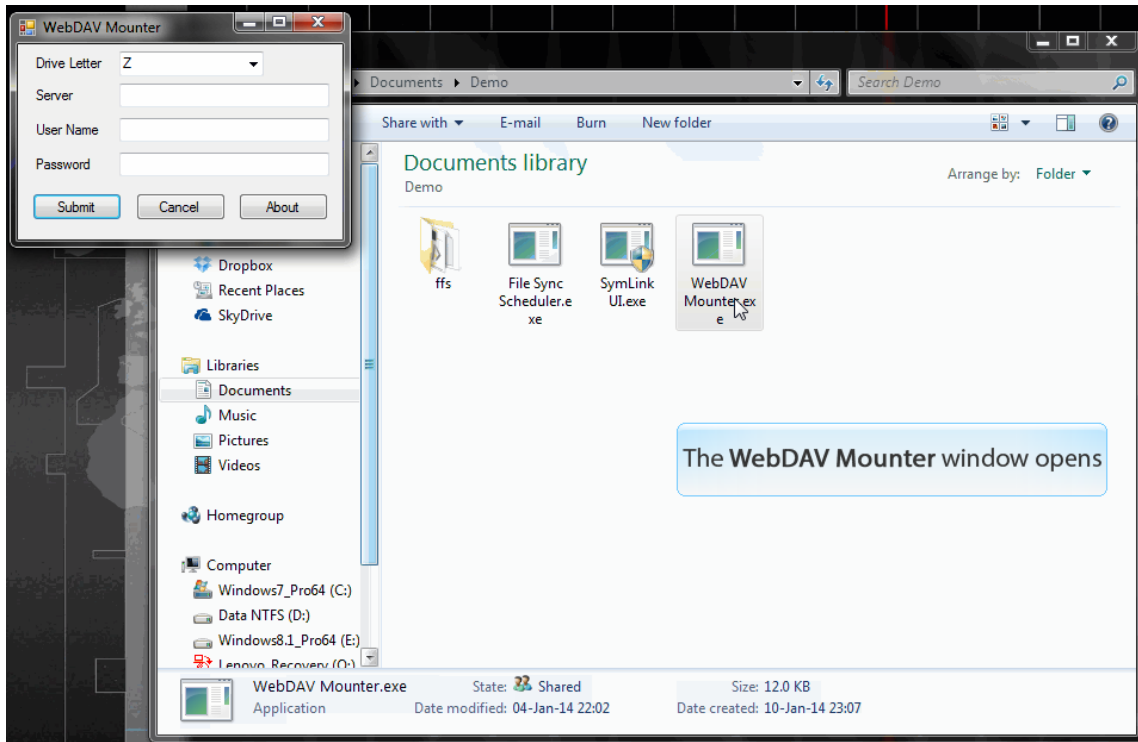 WebDAV Mounter
Drive Letter Z
Server
User Name
Password
Submit Cancel About
Documents Demo
Search Demo
Share with E-mail Burn New folder
Documents library
Demo
Arrange by: Folder
ffs
File Sync
Scheduler.e
xe
SymLink
UI.exe
WebDAV
Mounter.ex
e
Dropbox
Recent Places
SkyDrive
Libraries
Documents
Music
Pictures
Videos
Homegroup
Computer
Windows7_Pro64 (C:)
Data NTFS (D:)
Windows8.1_Pro64 (E:)
Lenovo_Recovery (Q:)
The WebDAV Mounter window opens
WebDAV Mounter.exe State: Shared Size: 12.0 KB
Application Date modified: 04-Jan-14 22:02 Date created: 10-Jan-14 23:07